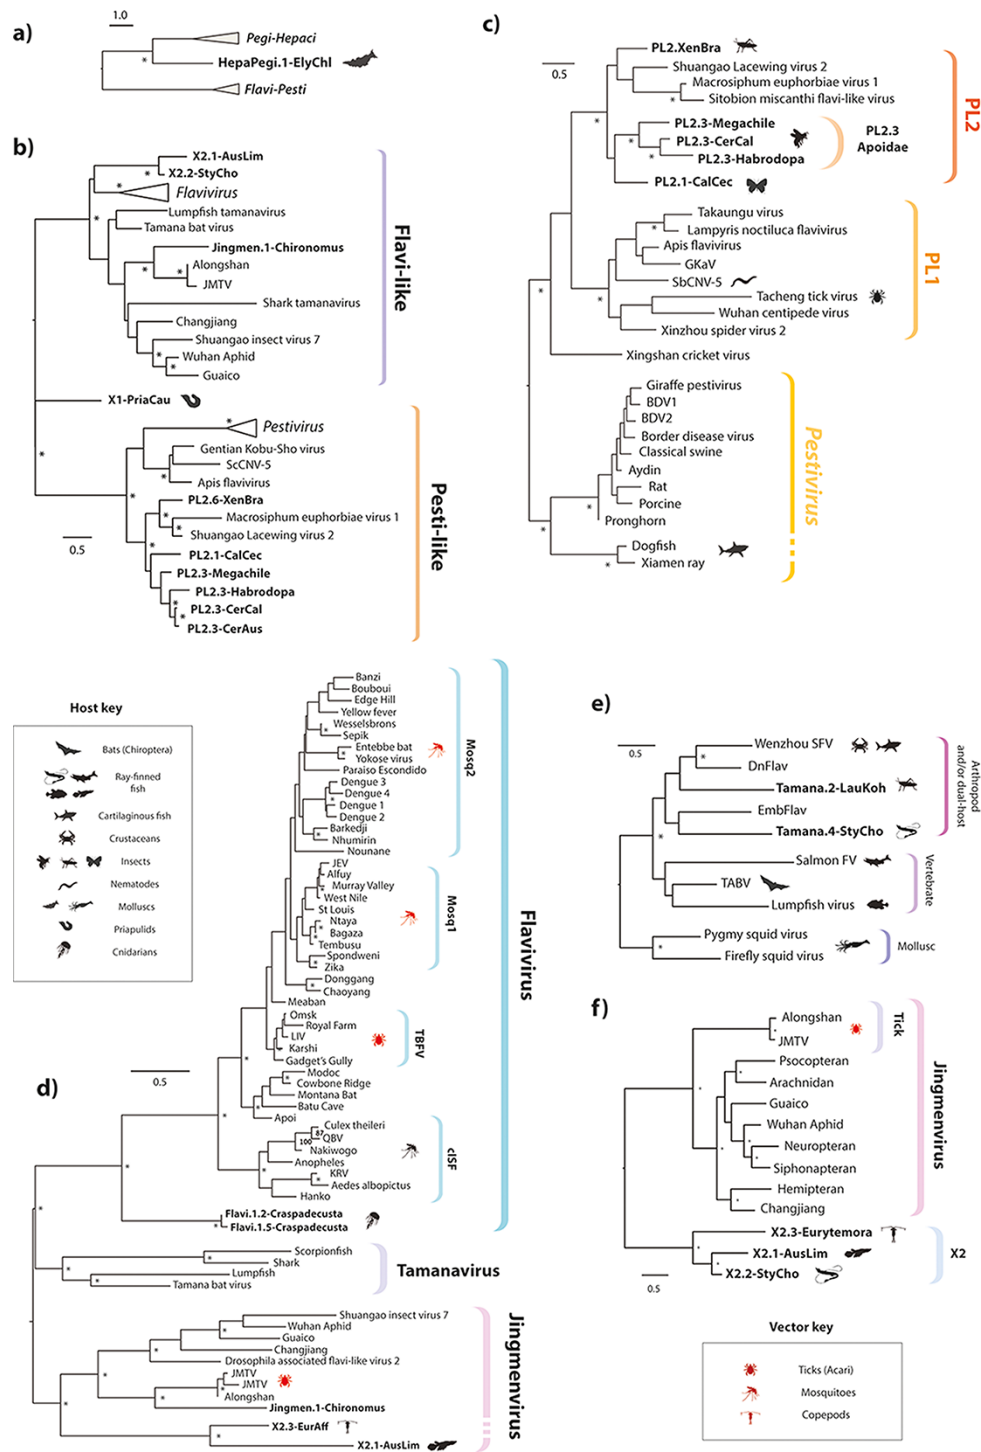 a)
1.0
Pegi-Hepaci
HepaPegi.1-ElyChl
Flavi-Pesti
b)
X2.1-AusLim
X2.2-StyCho
Flavivirus
Lumpfish tamanavirus
Tamana bat virus
Jingmen.1-Chironomus
Alongshan
JMTV
Shark tamanavirus
Changjiang
Shuangao insect virus 7
Wuhan Aphid
Guaico
Flavi-like
X1-PriaCau
Pestivirus
Gentian Kobu-Sho virus
ScCNV-5
Apis flavivirus
PL2.6-XenBra
Macrosiphum euphorbiae virus 1
Shuangao Lacewing virus 2
PL2.1-CalCec
PL2.3-Megachile
PL2.3-Habrodopa
PL2.3-CerCal
PL2.3-CerAus
Pesti-like
0.5
c)
0.5
PL2.XenBra
Shuangao Lacewing virus 2
Macrosiphum euphorbiae virus 1
Sitobion miscanthi flavi-like virus
PL2.3-Megachile
PL2.3-CerCal
PL2.3-Habrodopa
PL2.3
Apoidae
PL2.1-CalCec
PL2
Takaungu virus
Lampyris noctiluca flavivirus
Apis flavivirus
GKaV
SbCNV-5
Tacheng tick virus
Wuhan centipede virus
Xinzhou spider virus 2
PL1
Xingshan cricket virus
Giraffe pestivirus
BDV1
BDV2
Border disease virus
Classical swine
Aydin
Rat
Porcine
Pronghorn
Dogfish
Xiamen ray
Pestivirus
Host key
Bats (Chiroptera)
Ray-finned
fish
Cartilaginous fish
Crustaceans
Insects
Nematodes
Molluscs
Priapulids
Cnidarians
d)
0.5
Banzi
Bouboui
Edge Hill
Yellow fever
Wesselsbrons
Sepik
Entebbe bat
Yokose virus
Paraiso Escondido
Dengue 3
Dengue 4
Dengue 1
Dengue 2
Barkedji
Nhumirin
Nounane
Mosq2
JEV
Alfuy
Murray Valley
West Nile
St Louis
Ntaya
Bagaza
Tembusu
Spondweni
Zika
Mosq1
Donggang
Chaoyang
Meaban
Omsk
Royal Farm
LIV
Karshi
Gadget's Gully
TBFV
Modoc
Cowbone Ridge
Montana Bat
Batu Cave
Apoi
Culex theileri
87
QBV
100
Nakiwogo
Anopheles
KRV
Aedes albopictus
Hanko
cISF
Flavi.1.2-Craspadecusta
Flavi.1.5-Craspadecusta
Flavivirus
Scorpionfish
Shark
Lumpfish
Tamana bat virus
Tamanavirus
Shuangao insect virus 7
Wuhan Aphid
Guaico
Changjiang
Drosophila associated flavi-like virus 2
JMTV
JMTV
Alongshan
Jingmen.1-Chironomus
X2.3-EurAff
X2.1-AusLim
Jingmenvirus
e)
0.5
Wenzhou SFV
DnFlav
Tamana.2-LauKoh
EmbFlav
Tamana.4-StyCho
Arthropod
and/or dual-host
Salmon FV
TABV
Lumpfish virus
Vertebrate
Pygmy squid virus
Firefly squid virus
Mollusc
f)
Alongshan
JMTV
Tick
Psocopteran
Arachnidan
Guaico
Wuhan Aphid
Neuropteran
Siphonapteran
Hemipteran
Changjiang
Jingmenvirus
X2.3-Eurytemora
X2.1-AusLim
X2.2-StyCho
X2
0.5
Vector key
Ticks (Acari)
Mosquitoes
Copepods